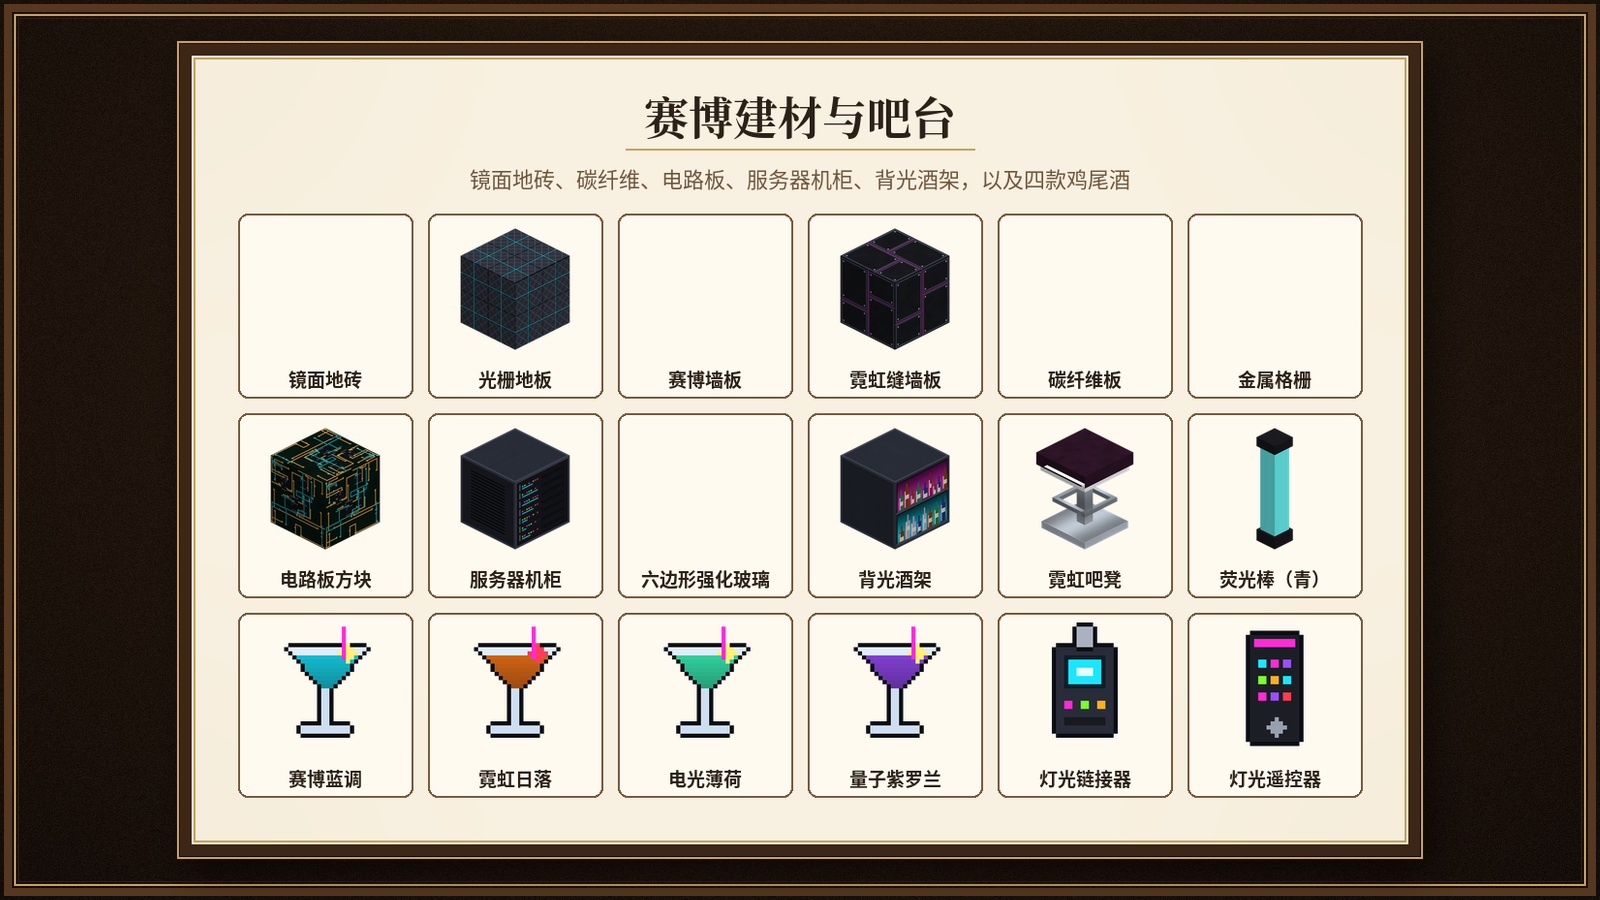 赛博建材与吧台
镜面地砖、碳纤维、电路板、服务器机柜、背光酒架，以及四款鸡尾酒
镜面地砖
光栅地板
赛博墙板
霓虹缝墙板
碳纤维板
金属格栅
电路板方块
服务器机柜
六边形强化玻璃
背光酒架
霓虹吧凳
荧光棒（青）
赛博蓝调
霓虹日落
电光薄荷
量子紫罗兰
灯光链接器
灯光遥控器